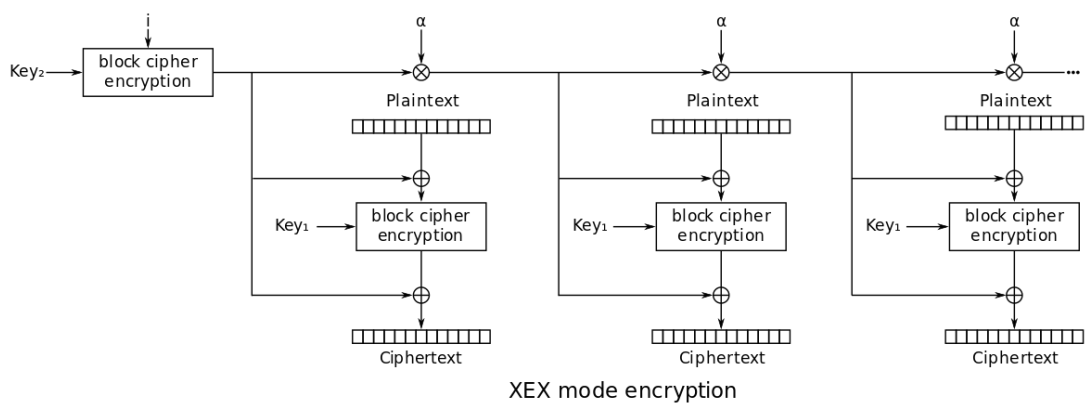 i
α
α
α
Key₂
block cipher
encryption
...
Plaintext
Plaintext
Plaintext
Key₁
block cipher
encryption
Key₁
block cipher
encryption
Key₁
block cipher
encryption
Ciphertext
Ciphertext
Ciphertext
XEX mode encryption